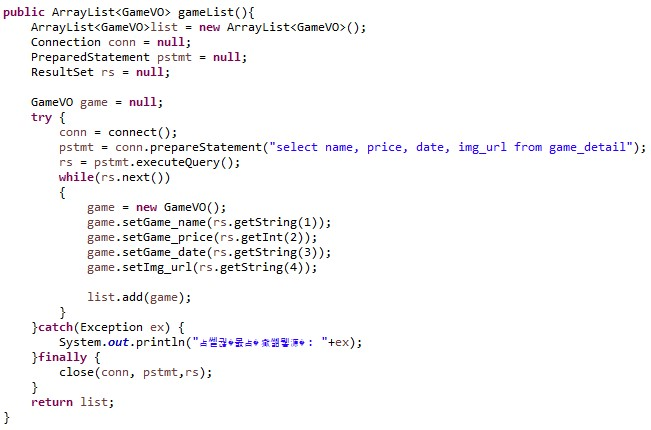 public ArrayList<GameVO> gameList(){
    ArrayList<GameVO>list = new ArrayList<GameVO>();
    Connection conn = null;
    PreparedStatement pstmt = null;
    ResultSet rs = null;

    GameVO game = null;
    try {
        conn = connect();
        pstmt = conn.prepareStatement("select name, price, date, img_url from game_detail");
        rs = pstmt.executeQuery();
        while(rs.next())
        {
            game = new GameVO();
            game.setGame_name(rs.getString(1));
            game.setGame_price(rs.getInt(2));
            game.setGame_date(rs.getString(3));
            game.setImg_url(rs.getString(4));

            list.add(game);
        }
    }catch(Exception ex) {
        System.out.println(" : "+ex);
    }finally {
        close(conn, pstmt,rs);
    }
    return list;
}